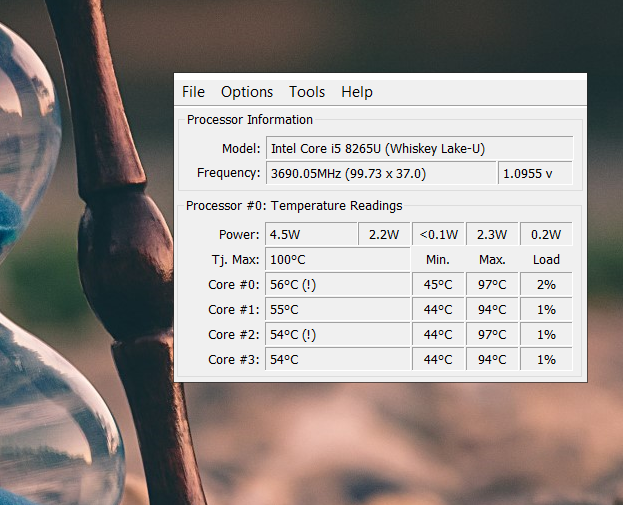 File Options Tools Help
Processor Information
Model: Intel Core i5 8265U (Whiskey Lake-U)
Frequency: 3690.05MHz (99.73 x 37.0) 1.0955 v
Processor #0: Temperature Readings
Power: 4.5W 2.2W <0.1W 2.3W 0.2W
Tj. Max: 100°C Min. Max. Load
Core #0: 56°C (!) 45°C 97°C 2%
Core #1: 55°C 44°C 94°C 1%
Core #2: 54°C (!) 44°C 97°C 1%
Core #3: 54°C 44°C 94°C 1%